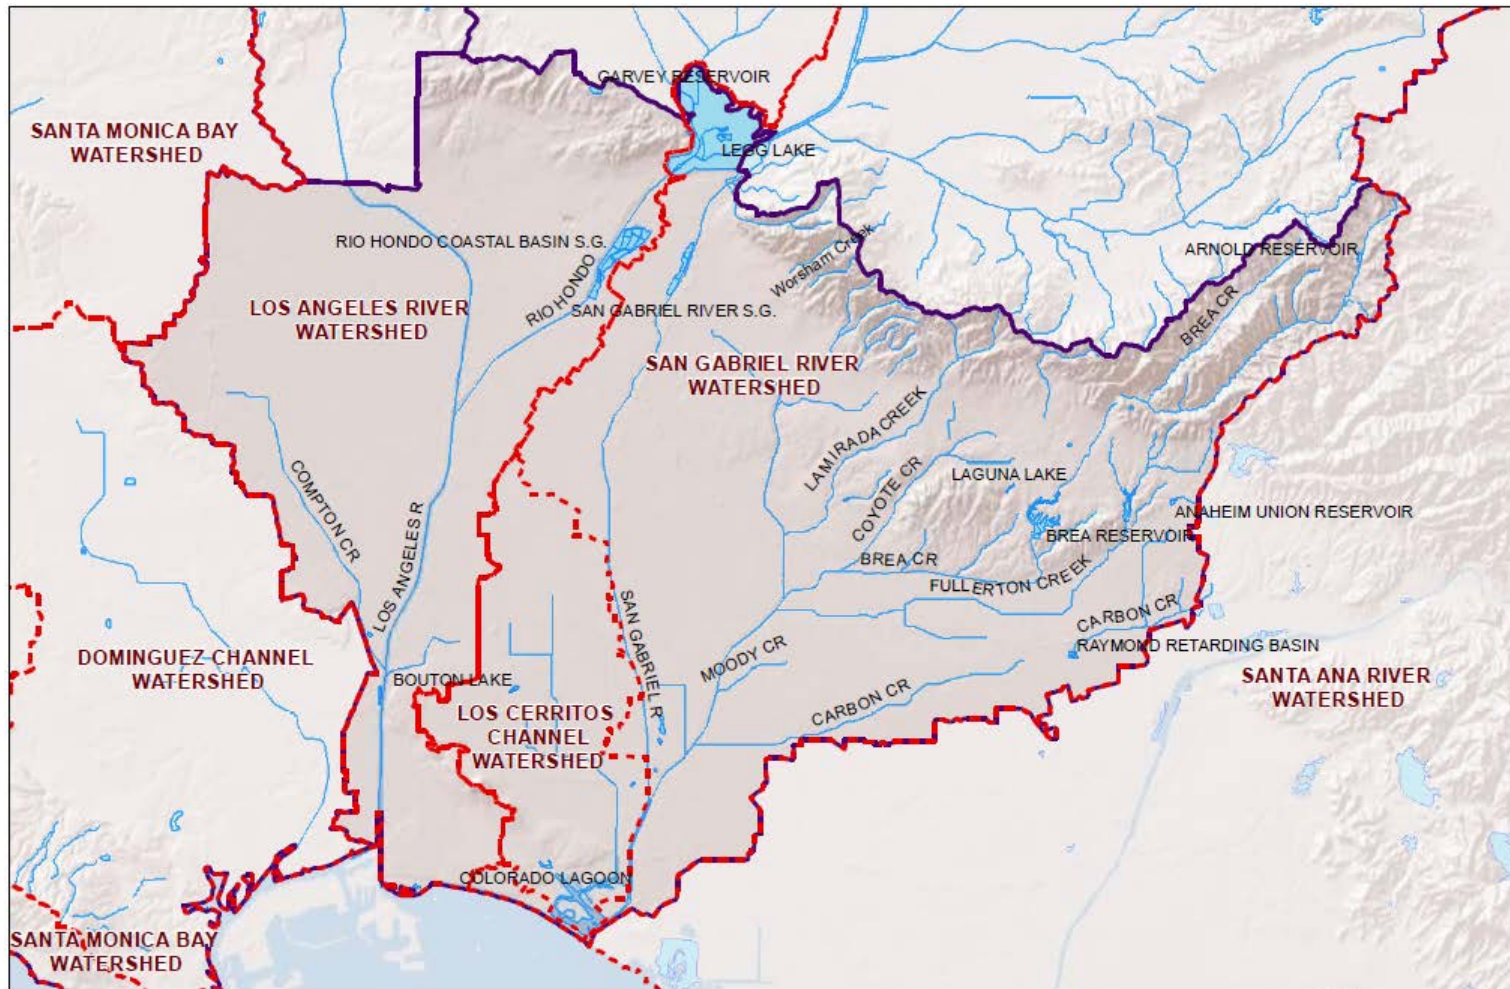 GARVEY RESERVOIR
SANTA MONICA BAY
WATERSHED
LEGG LAKE
RIO HONDO COASTAL BASIN S.G.
Worsham Creek
ARNOLD RESERVOIR
RIO HONDO
SAN GABRIEL RIVER S.G.
LOS ANGELES RIVER
WATERSHED
BREA CR
SAN GABRIEL RIVER
WATERSHED
LA MIRADA CREEK
COMPTON CR
COYOTE CR
LAGUNA LAKE
ANAHEIM UNION RESERVOIR
BREA RESERVOIR
LOS ANGELES R
BREA CR
FULLERTON CREEK
CARBON CR
SAN GABRIEL R
RAYMOND RETARDING BASIN
MOODY CR
DOMINGUEZ CHANNEL
WATERSHED
SANTA ANA RIVER
WATERSHED
BOUTON LAKE
CARBON CR
LOS CERRITOS
CHANNEL
WATERSHED
COLORADO LAGOON
SANTA MONICA BAY
WATERSHED